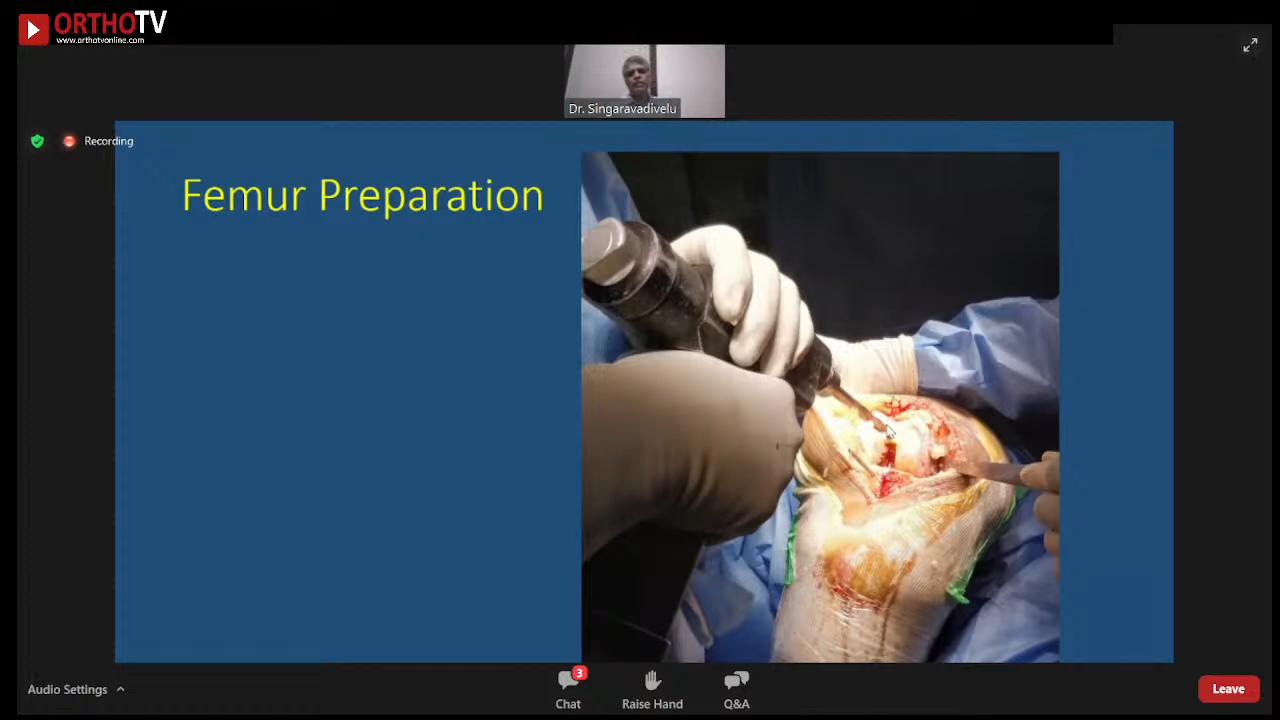 ORTHOTV
www.orthotvonline.com
Dr. Singaravadivelu
Recording
Femur Preparation
Audio Settings
3
Chat
Raise Hand
Q&A
Leave